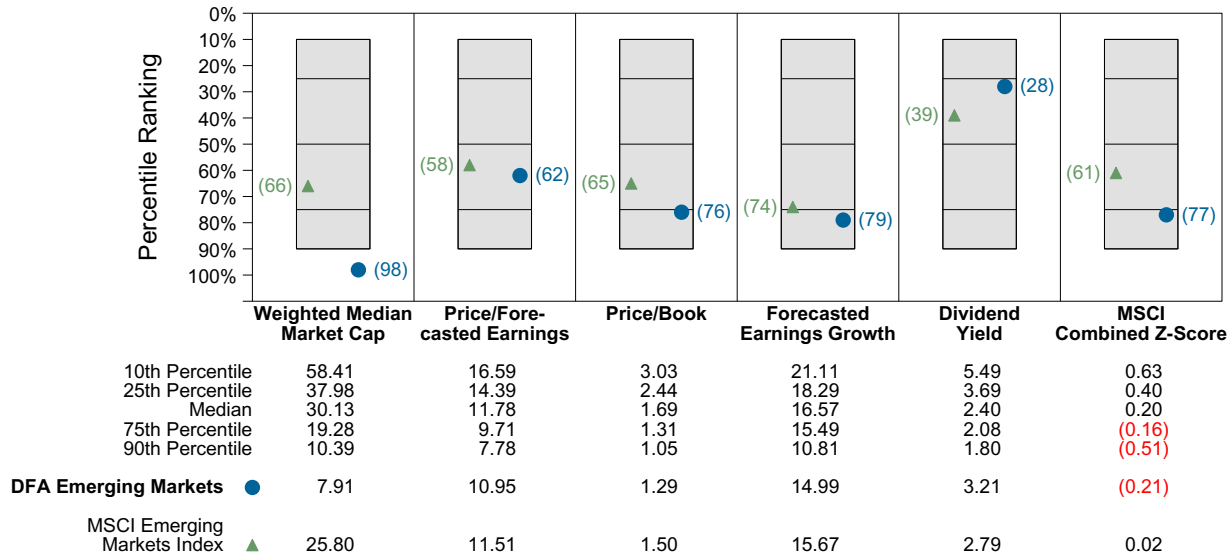 Percentile Ranking
0%
10%
20%
30%
40%
50%
60%
70%
80%
90%
100%
(66)
(98)
(58)
(62)
(65)
(76)
(74)
(79)
(39)
(28)
(61)
(77)
Weighted Median
Market Cap
Price/Fore-
casted Earnings
Price/Book
Forecasted
Earnings Growth
Dividend
Yield
MSCI
Combined Z-Score
10th Percentile 58.41 16.59 3.03 21.11 5.49 0.63
25th Percentile 37.98 14.39 2.44 18.29 3.69 0.40
Median 30.13 11.78 1.69 16.57 2.40 0.20
75th Percentile 19.28 9.71 1.31 15.49 2.08 (0.16)
90th Percentile 10.39 7.78 1.05 10.81 1.80 (0.51)
DFA Emerging Markets 7.91 10.95 1.29 14.99 3.21 (0.21)
MSCI Emerging
Markets Index 25.80 11.51 1.50 15.67 2.79 0.02